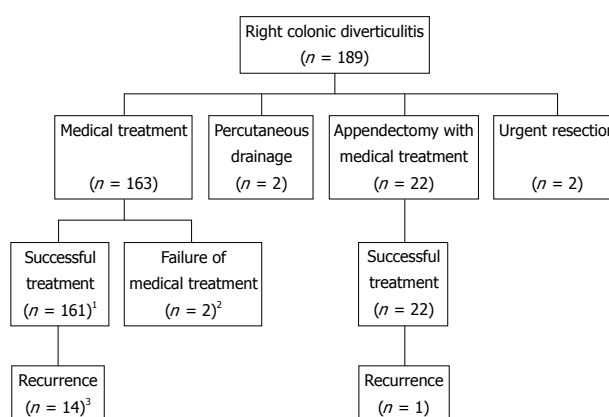 Right colonic diverticulitis
(n = 189)
Medical treatment
(n = 163)
Percutaneous
drainage
(n = 2)
Appendectomy with
medical treatment
(n = 22)
Urgent resection
(n = 2)
Successful
treatment
(n = 161)¹
Failure of
medical treatment
(n = 2)²
Successful
treatment
(n = 22)
Recurrence
(n = 14)³
Recurrence
(n = 1)